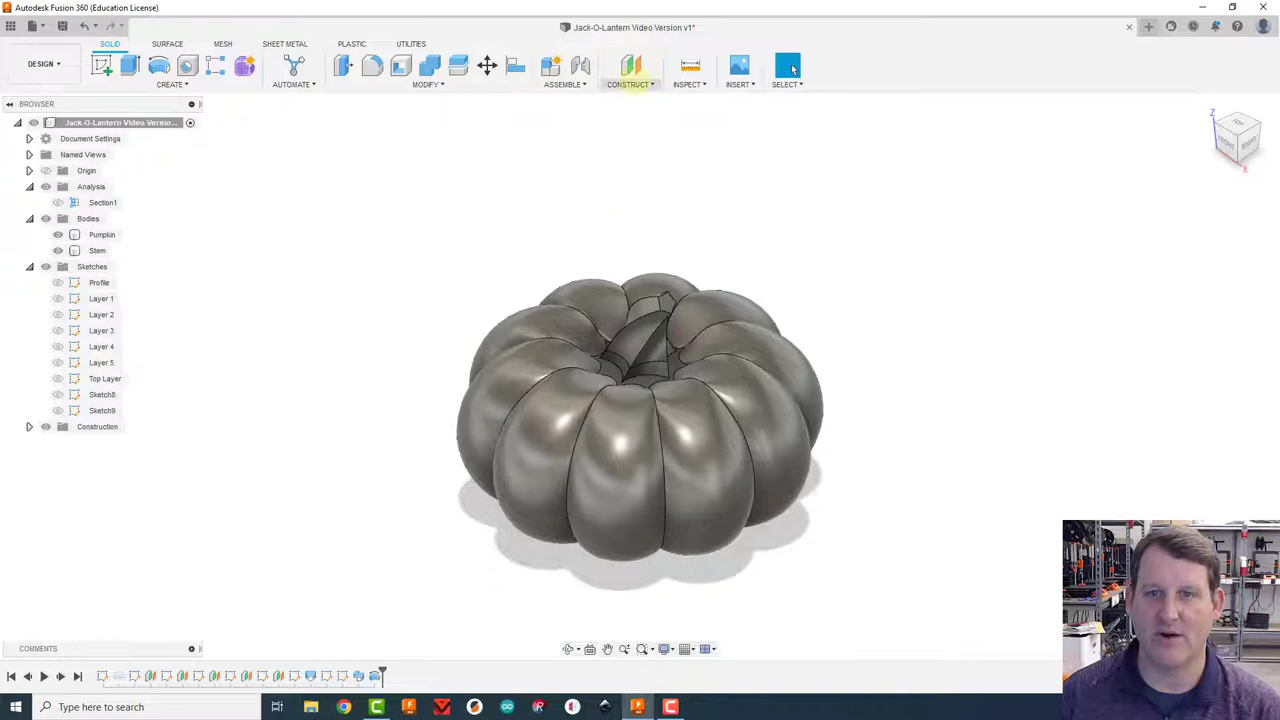 Autodesk Fusion 360 (Education License)
Jack-O-Lantern Video Version v1*
SOLID SURFACE MESH SHEET METAL PLASTIC UTILITIES
DESIGN
CREATE AUTOMATE MODIFY ASSEMBLE CONSTRUCT INSPECT INSERT SELECT
BROWSER
Jack-O-Lantern Video Versio...
Document Settings
Named Views
Origin
Analysis
Section1
Bodies
Pumpkin
Stem
Sketches
Profile
Layer 1
Layer 2
Layer 3
Layer 4
Layer 5
Top Layer
Sketch8
Sketch9
Construction
Z
TOP
FRONT
RIGHT
X
COMMENTS
Type here to search